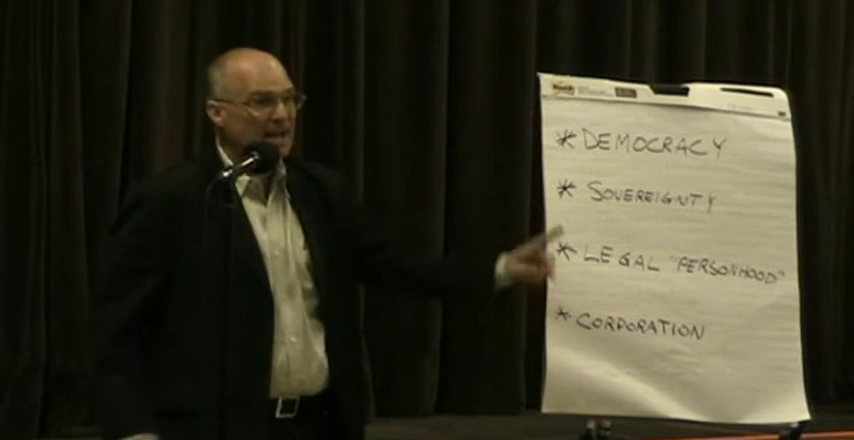 * DEMOCRACY
* SOVEREIGNTY
* LEGAL "PERSONHOOD"
* CORPORATION